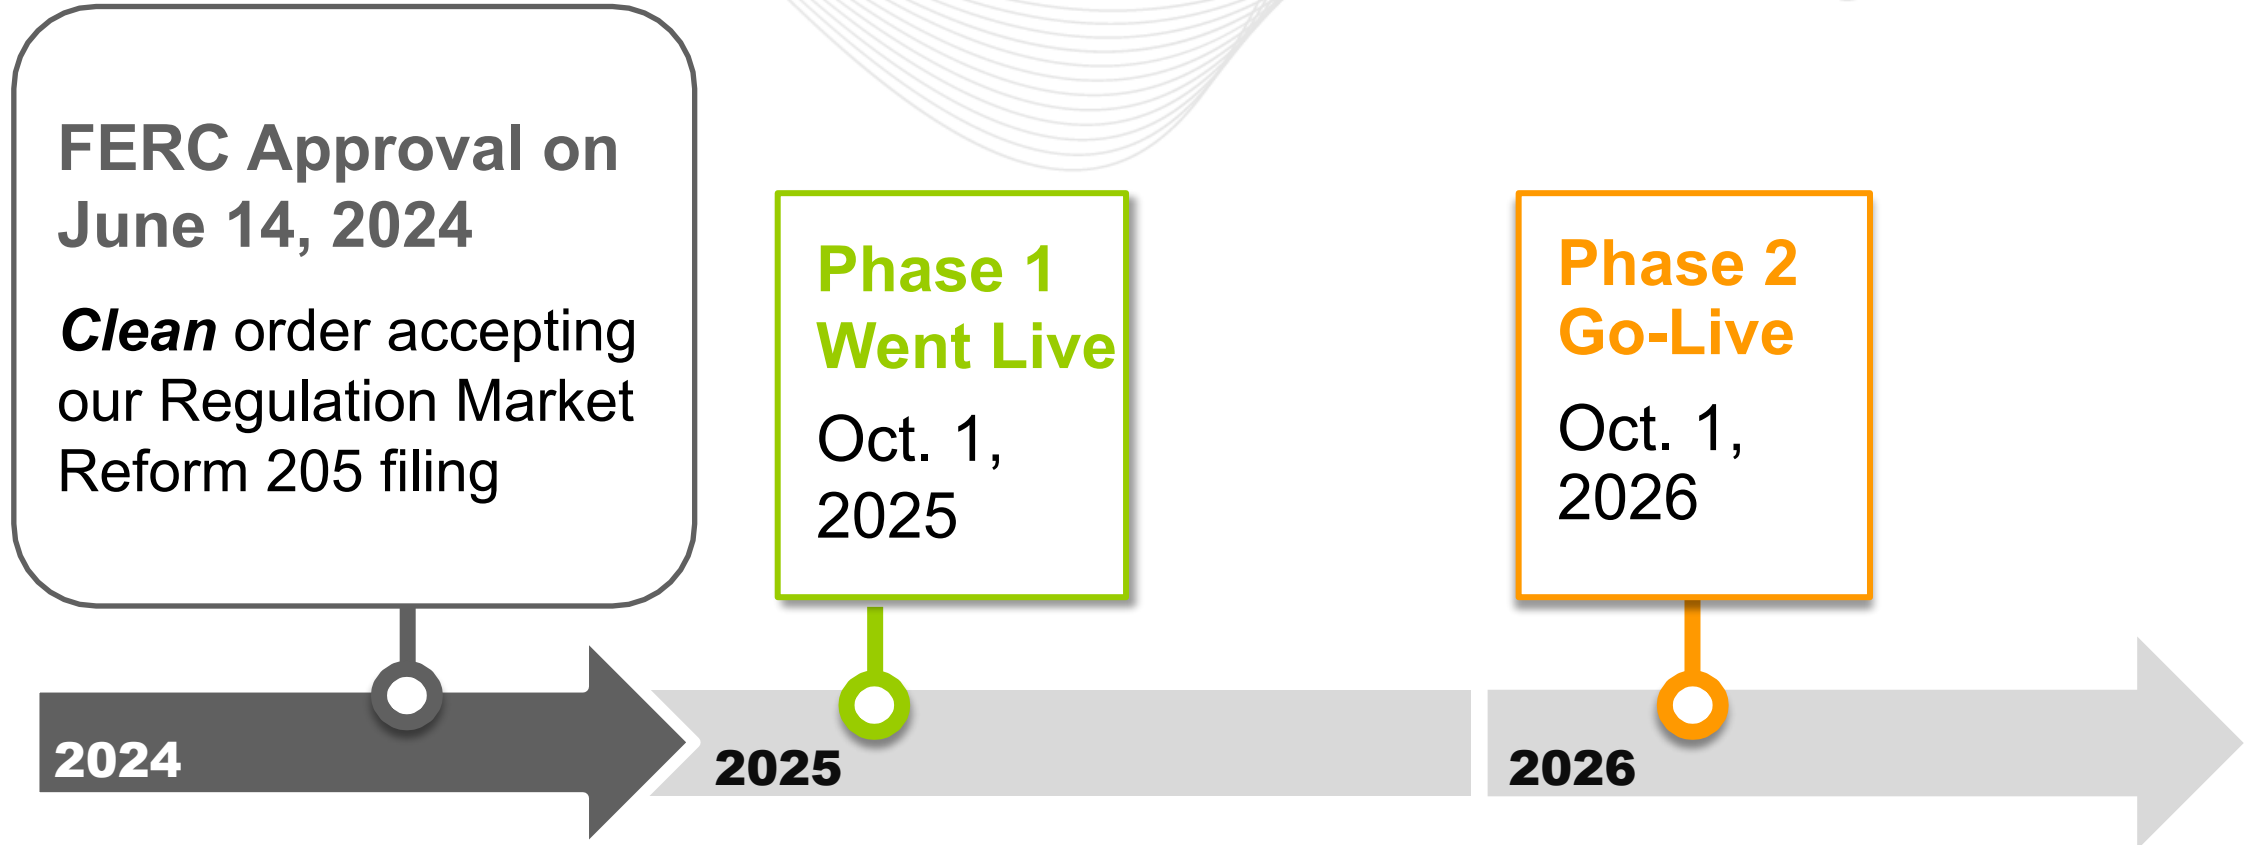 FERC Approval on
June 14, 2024
Clean order accepting
our Regulation Market
Reform 205 filing
Phase 1
Went Live
Oct. 1,
2025
Phase 2
Go-Live
Oct. 1,
2026
2024
2025
2026